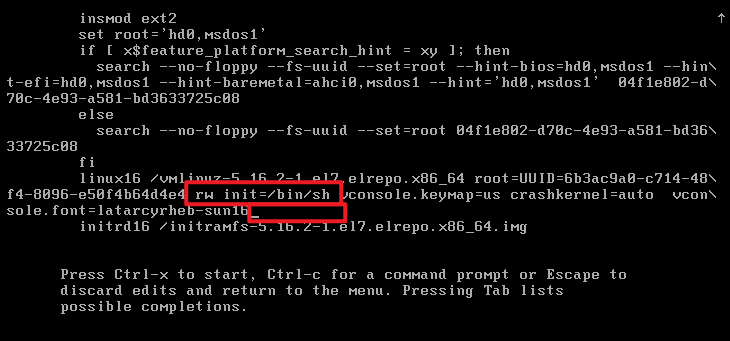 insmod ext2
set root='hd0,msdos1'
if [ x$feature_platform_search_hint = xy ]; then
search --no-floppy --fs-uuid --set=root --hint-bios=hd0,msdos1 --hin\
t-efi=hd0,msdos1 --hint-baremetal=ahci0,msdos1 --hint='hd0,msdos1'  04f1e802-d\
70c-4e93-a581-bd3633725c08
else
search --no-floppy --fs-uuid --set=root 04f1e802-d70c-4e93-a581-bd36\
33725c08
fi
linux16 /vmlinuz-5.16.2-1.el7.elrepo.x86_64 root=UUID=6b3ac9a0-c714-48\
f4-8096-e50f4b64d4e4 rw init=/bin/sh vconsole.keymap=us crashkernel=auto  vcon\
sole.font=latarcyrheb-sun16_
initrd16 /initramfs-5.16.2-1.el7.elrepo.x86_64.img
Press Ctrl-x to start, Ctrl-c for a command prompt or Escape to
discard edits and return to the menu. Pressing Tab lists
possible completions.